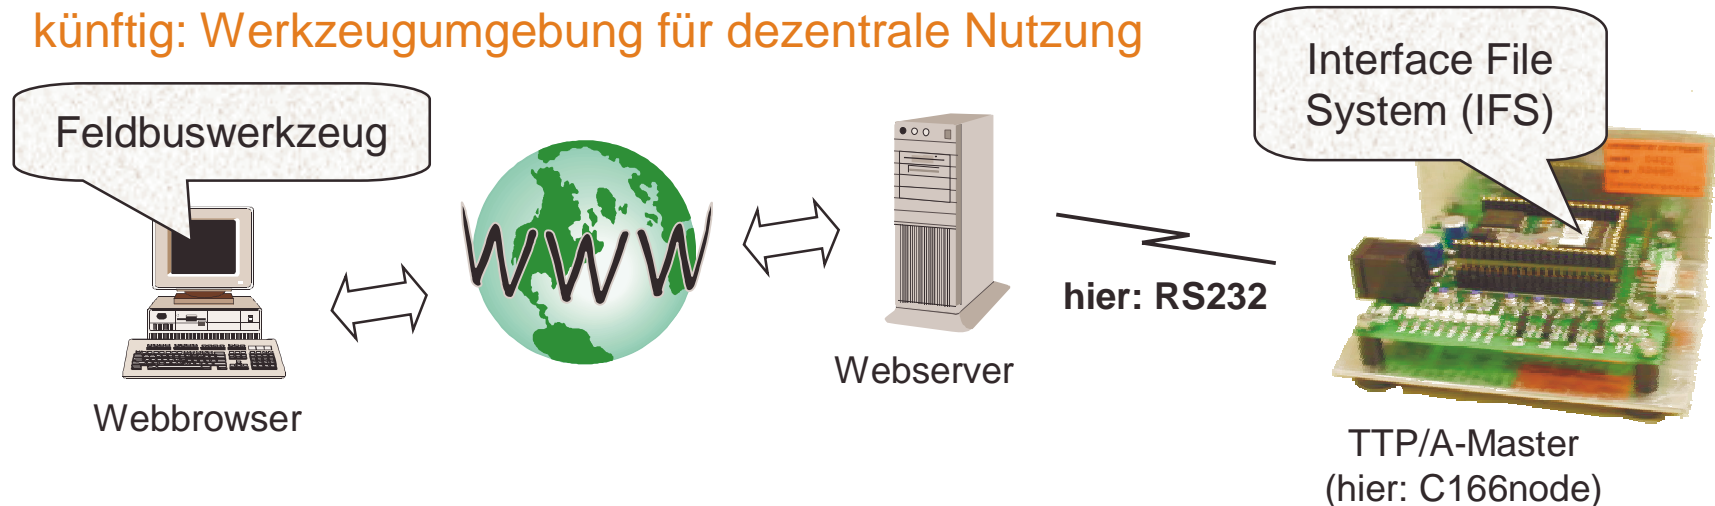 künftig: Werkzeugumgebung für dezentrale Nutzung
Interface File
System (IFS)
Feldbuswerkzeug
WWW
hier: RS232
Webserver
Webbrowser
TTP/A-Master
(hier: C166node)